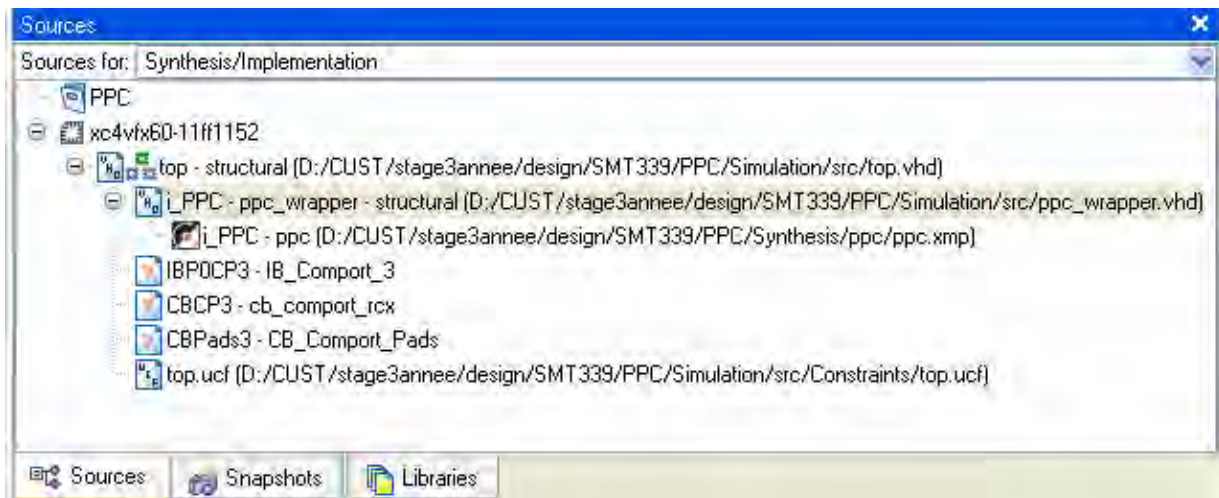 Sources
Sources for: Synthesis/Implementation
PPC
xc4vfx60-11ff1152
top - structural (D:/CUST/stage3annee/design/SMT339/PPC/Simulation/src/top.vhd)
i_PPC - ppc_wrapper - structural (D:/CUST/stage3annee/design/SMT339/PPC/Simulation/src/ppc_wrapper.vhd)
i_PPC - ppc (D:/CUST/stage3annee/design/SMT339/PPC/Synthesis/ppc/ppc.xmp)
IBP0CP3 - IB_Comport_3
CBCP3 - cb_comport_rcx
CBPads3 - CB_Comport_Pads
top.ucf (D:/CUST/stage3annee/design/SMT339/PPC/Simulation/src/Constraints/top.ucf)
Sources Snapshots Libraries